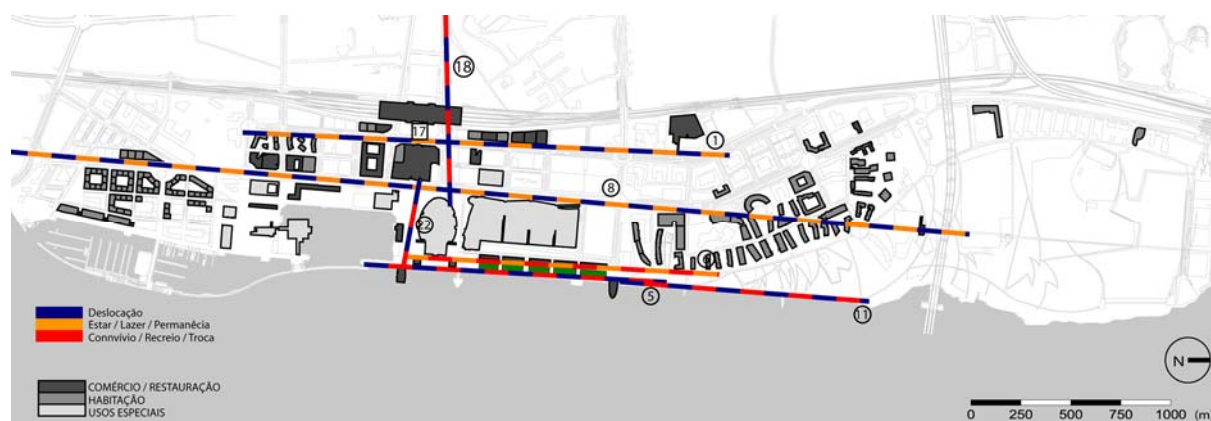 18
17
1
8
22
5
11
Deslocação
Estar / Lazer / Permanêcia
Connvívio / Recreio / Troca
N
COMÉRCIO / RESTAURAÇÃO
HABITAÇÃO
USOS ESPECIAIS
0 250 500 750 1000 (m)